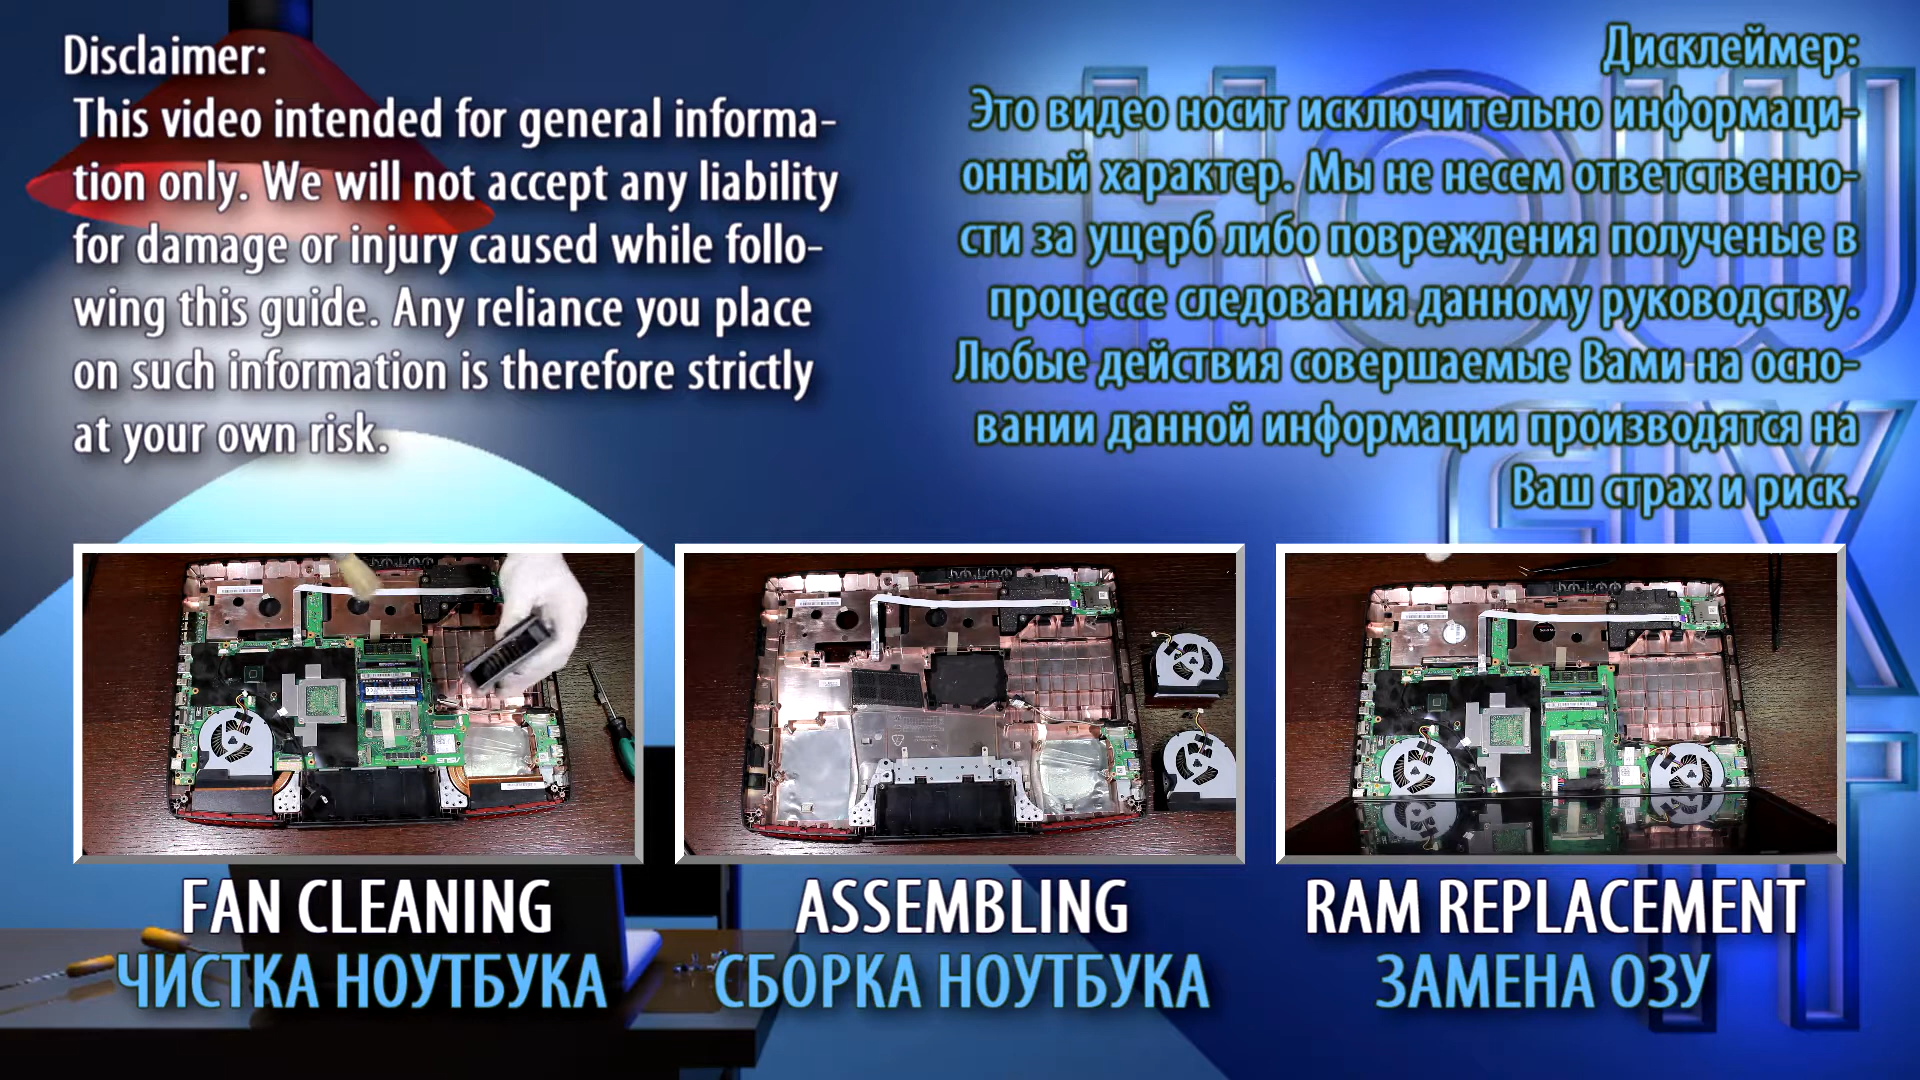 Disclaimer:
This video intended for general informa-
tion only. We will not accept any liability
for damage or injury caused while follo-
wing this guide. Any reliance you place
on such information is therefore strictly
at your own risk.
Дисклеймер:
Это видео носит исключительно информаци-
онный характер. Мы не несем ответственно-
сти за ущерб либо повреждения полученые в
процессе следования данному руководству.
Любые действия совершаемые Вами на осно-
вании данной информации производятся на
Ваш страх и риск.
HOW
FIX
IT
ASUS
FAN CLEANING
ЧИСТКА НОУТБУКА
ASSEMBLING
СБОРКА НОУТБУКА
RAM REPLACEMENT
ЗАМЕНА ОЗУ